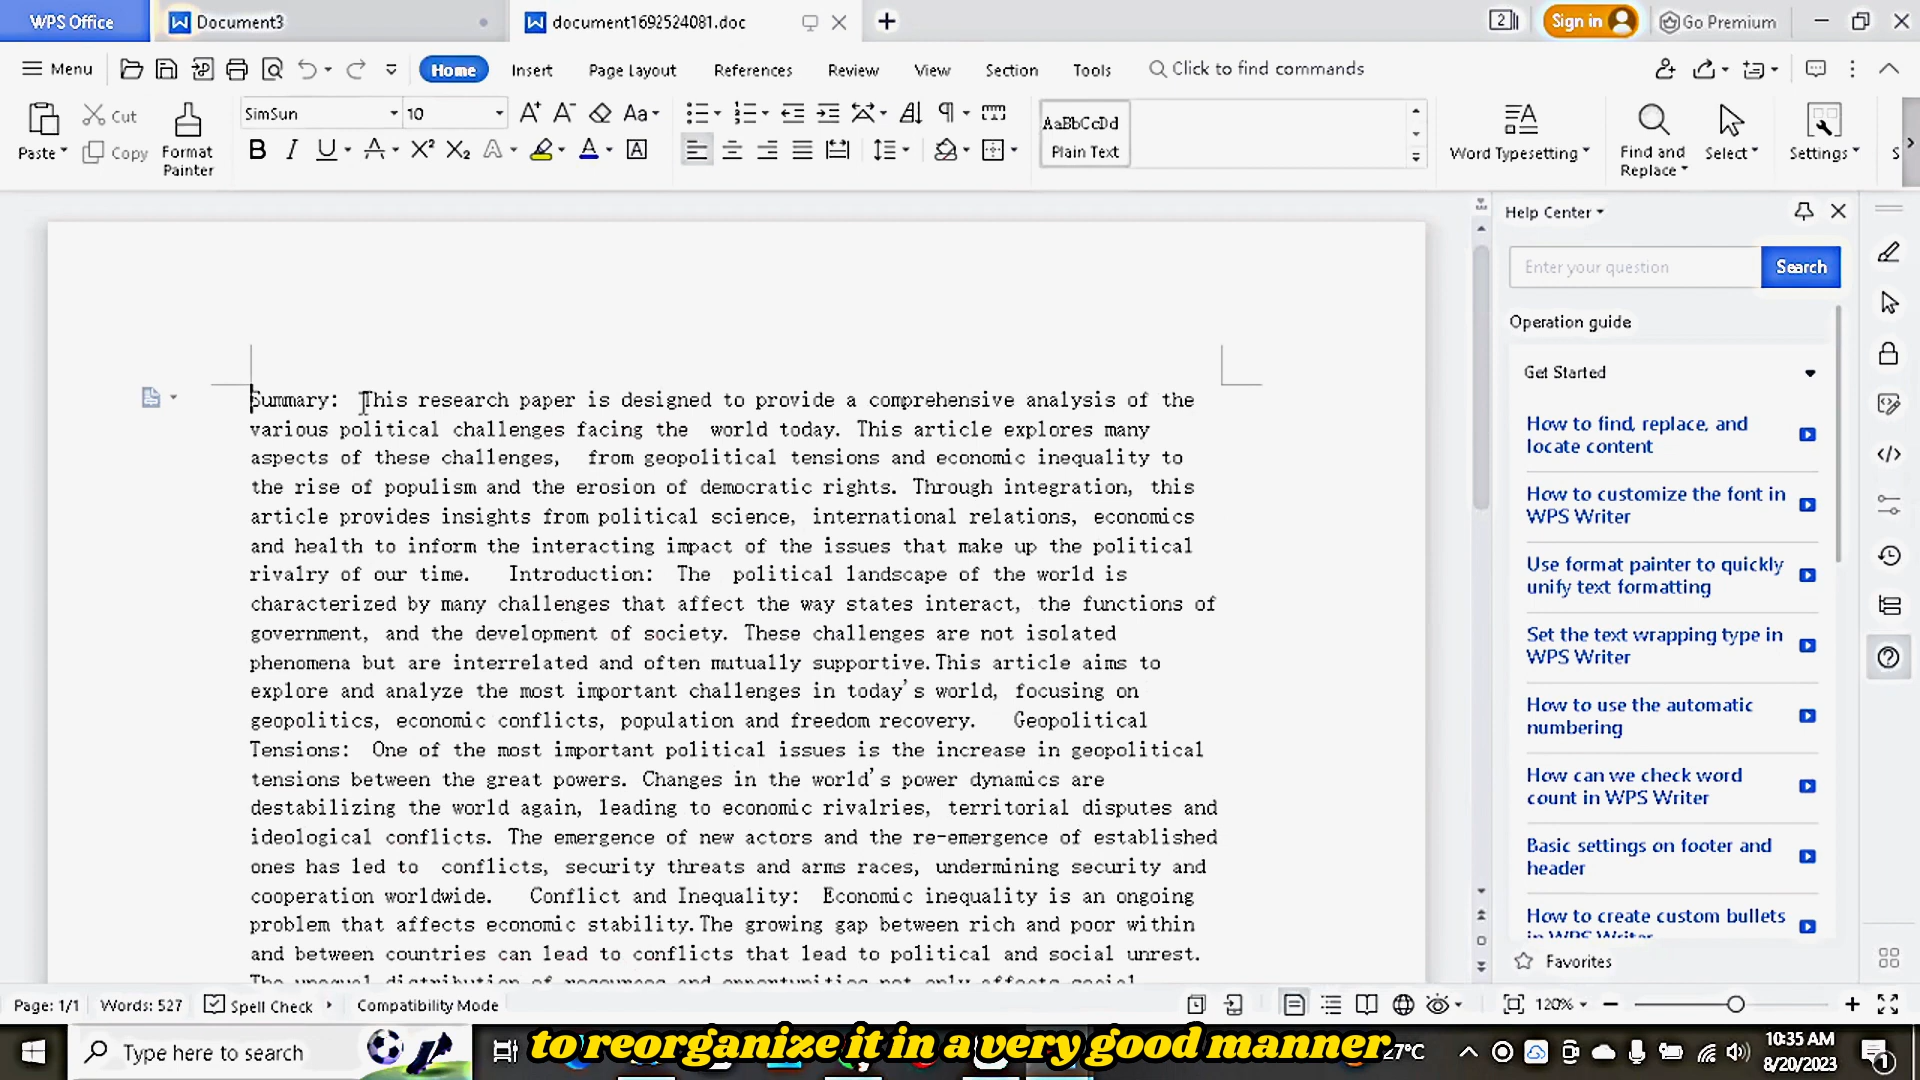 WPS Office
Document3
document1692524081.doc
2
Sign in
Go Premium
Menu
Home
Insert
Page Layout
References
Review
View
Section
Tools
Click to find commands
Paste
Cut
Copy
Format
Painter
SimSun
10
AaBbCcDd
Plain Text
Word Typesetting
Find and
Replace
Select
Settings
S
Help Center
Enter your question
Search
Operation guide
Get Started
How to find, replace, and
locate content
How to customize the font in
WPS Writer
Use format painter to quickly
unify text formatting
Set the text wrapping type in
WPS Writer
How to use the automatic
numbering
How can we check word
count in WPS Writer
Basic settings on footer and
header
How to create custom bullets
in WPS Writer
Favorites
Summary: This research paper is designed to provide a comprehensive analysis of the
various political challenges facing the world today. This article explores many
aspects of these challenges, from geopolitical tensions and economic inequality to
the rise of populism and the erosion of democratic rights. Through integration, this
article provides insights from political science, international relations, economics
and health to inform the interacting impact of the issues that make up the political
rivalry of our time. Introduction: The political landscape of the world is
characterized by many challenges that affect the way states interact, the functions of
government, and the development of society. These challenges are not isolated
phenomena but are interrelated and often mutually supportive.This article aims to
explore and analyze the most important challenges in today's world, focusing on
geopolitics, economic conflicts, population and freedom recovery. Geopolitical
Tensions: One of the most important political issues is the increase in geopolitical
tensions between the great powers. Changes in the world's power dynamics are
destabilizing the world again, leading to economic rivalries, territorial disputes and
ideological conflicts. The emergence of new actors and the re-emergence of established
ones has led to conflicts, security threats and arms races, undermining security and
cooperation worldwide. Conflict and Inequality: Economic inequality is an ongoing
problem that affects economic stability.The growing gap between rich and poor within
and between countries can lead to conflicts that lead to political and social unrest.
The unequal distribution of resources and opportunities not only affects social
Page: 1/1
Words: 527
Spell Check
Compatibility Mode
120%
Type here to search
to reorganize it in a very good manner
27°C
10:35 AM
8/20/2023
1